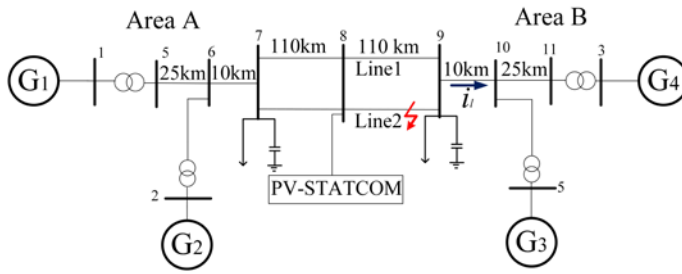 Area A
Area B
7
8
9
1
5
6
110km
110 km
10
11
3
G1
25km
10km
Line1
10km
25km
G4
il
Line2
2
PV-STATCOM
5
G2
G3